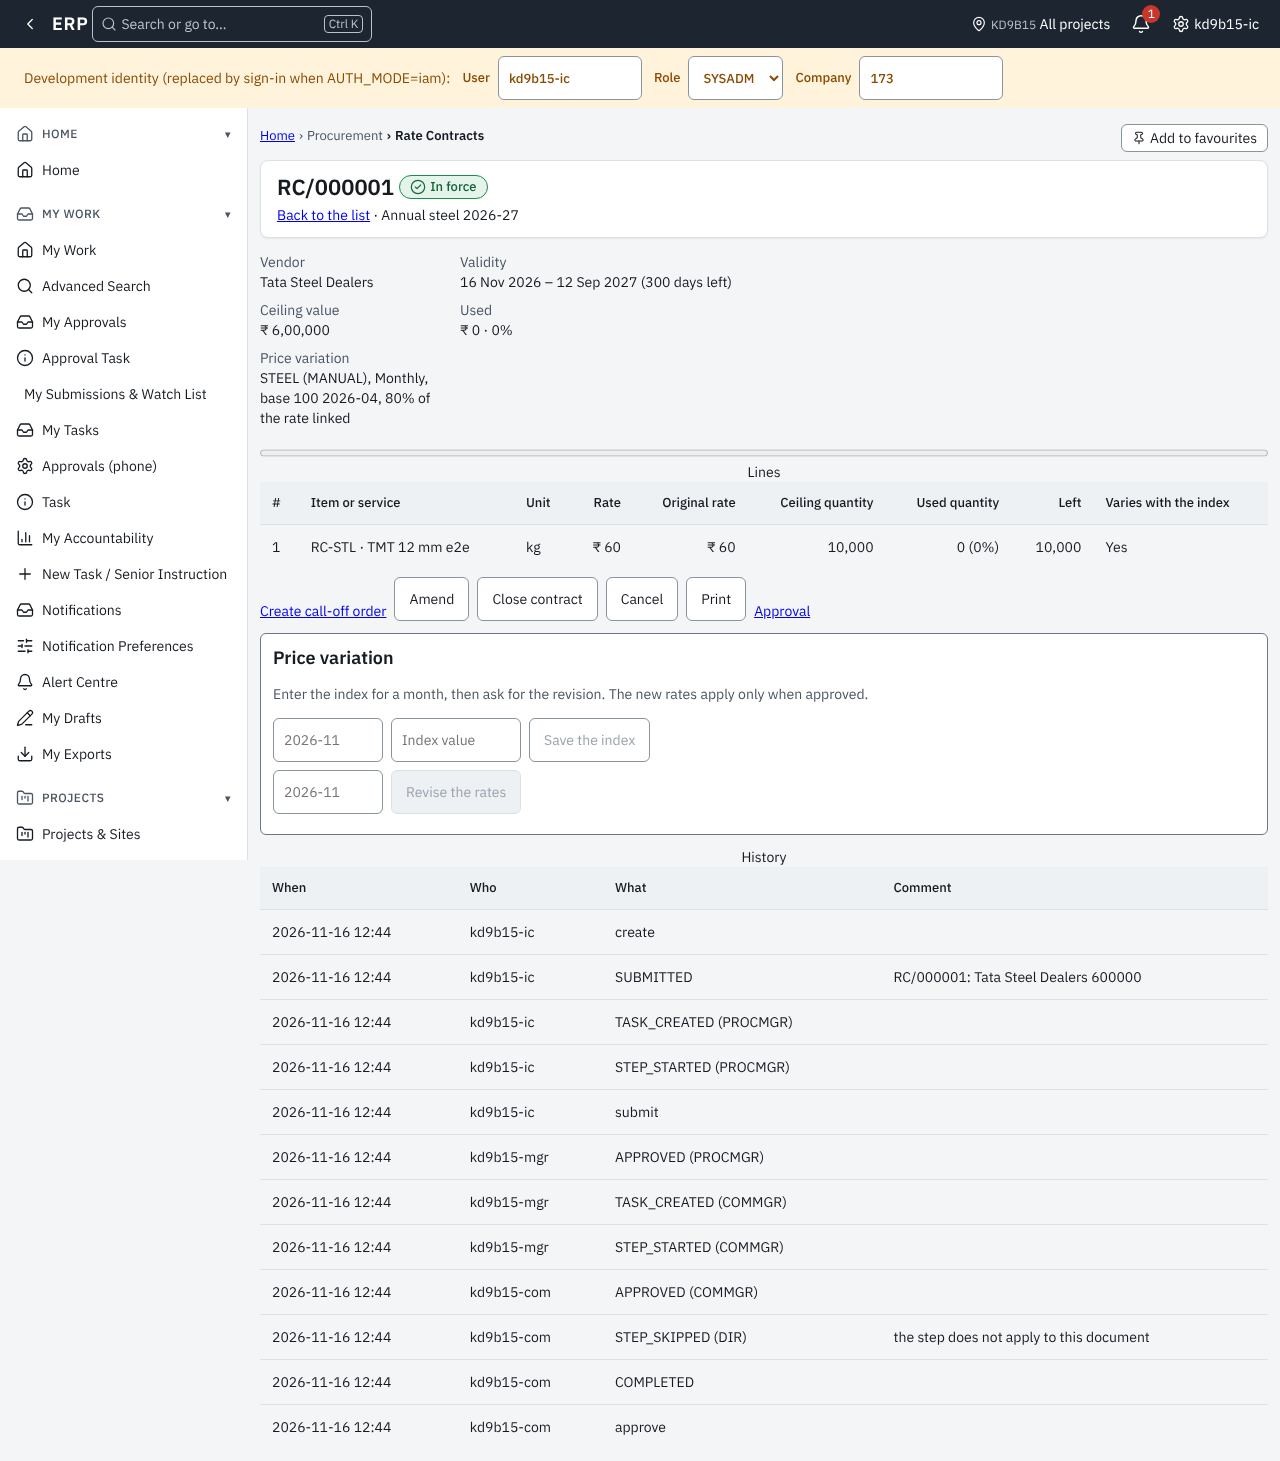 ERP
Search or go to...
Ctrl K
KD9B15 All projects
1
kd9b15-ic
Development identity (replaced by sign-in when AUTH_MODE=iam):
User
kd9b15-ic
Role
SYSADM
Company
173
HOME
Home
MY WORK
My Work
Advanced Search
My Approvals
Approval Task
My Submissions & Watch List
My Tasks
Approvals (phone)
Task
My Accountability
New Task / Senior Instruction
Notifications
Notification Preferences
Alert Centre
My Drafts
My Exports
PROJECTS
Projects & Sites
Home › Procurement › Rate Contracts
Add to favourites
RC/000001 In force
Back to the list · Annual steel 2026-27
Vendor
Tata Steel Dealers
Validity
16 Nov 2026 – 12 Sep 2027 (300 days left)
Ceiling value
₹ 6,00,000
Used
₹ 0 · 0%
Price variation
STEEL (MANUAL), Monthly,
base 100 2026-04, 80% of
the rate linked
Lines
# Item or service Unit Rate Original rate Ceiling quantity Used quantity Left Varies with the index
1 RC-STL · TMT 12 mm e2e kg ₹ 60 ₹ 60 10,000 0 (0%) 10,000 Yes
Create call-off order Amend Close contract Cancel Print Approval
Price variation
Enter the index for a month, then ask for the revision. The new rates apply only when approved.
2026-11 Index value Save the index
2026-11 Revise the rates
History
When Who What Comment
2026-11-16 12:44 kd9b15-ic create
2026-11-16 12:44 kd9b15-ic SUBMITTED RC/000001: Tata Steel Dealers 600000
2026-11-16 12:44 kd9b15-ic TASK_CREATED (PROCMGR)
2026-11-16 12:44 kd9b15-ic STEP_STARTED (PROCMGR)
2026-11-16 12:44 kd9b15-ic submit
2026-11-16 12:44 kd9b15-mgr APPROVED (PROCMGR)
2026-11-16 12:44 kd9b15-mgr TASK_CREATED (COMMGR)
2026-11-16 12:44 kd9b15-mgr STEP_STARTED (COMMGR)
2026-11-16 12:44 kd9b15-com APPROVED (COMMGR)
2026-11-16 12:44 kd9b15-com STEP_SKIPPED (DIR) the step does not apply to this document
2026-11-16 12:44 kd9b15-com COMPLETED
2026-11-16 12:44 kd9b15-com approve